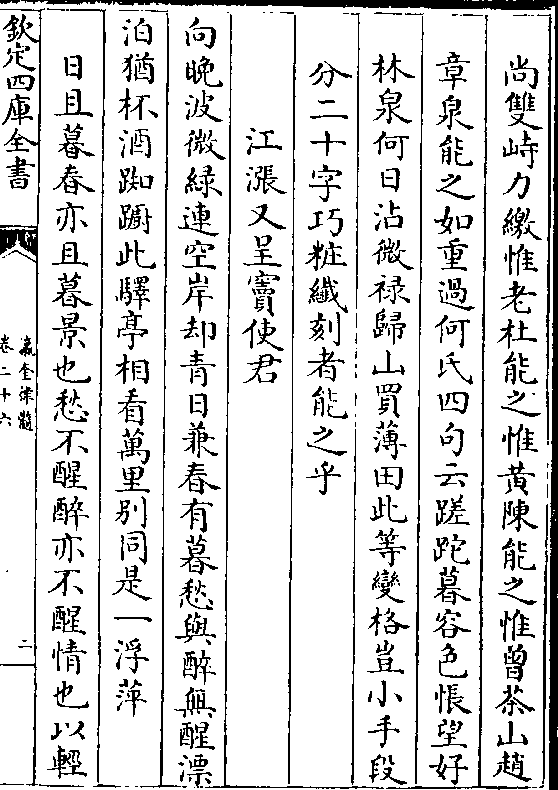 尚雙峙力繳惟老杜能之惟黄陳能之惟曾茶山趙
章泉能之如重過何氏四句云蹉跎暮容色悵望好
林泉何日沾微禄歸山買薄田此等變格豈小手段
分二十字巧粧纎刻者能之乎
江漲又呈竇使君
向晚波微緑連空岸却青日兼春有暮愁與醉無醒漂
泊猶杯酒踟蹰此驛亭相看萬里别同是一浮萍
日且暮春亦且暮景也愁不醒醉亦不醒情也以輕
欽定四庫全書
瀛奎律髓
卷二十六
二